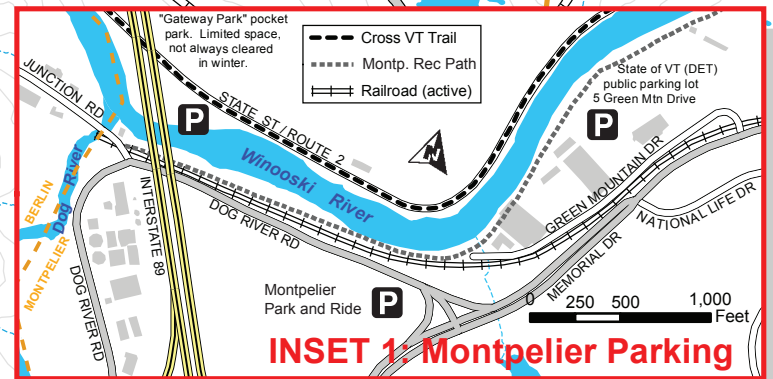 "Gateway Park" pocket
park. Limited space,
not always cleared
in winter.
Cross VT Trail
Montp. Rec Path
Railroad (active)
State of VT (DET)
public parking lot
5 Green Mtn Drive
JUNCTION RD
P
STATE ST / ROUTE 2
P
N
Winooski River
Dog River
BERLIN
MONTPELIER
INTERSTATE 89
DOG RIVER RD
DOG RIVER RD
GREEN MOUNTAIN DR
NATIONAL LIFE DR
MEMORIAL DR
Montpelier
Park and Ride
P
0 250 500 1,000
Feet
INSET 1: Montpelier Parking